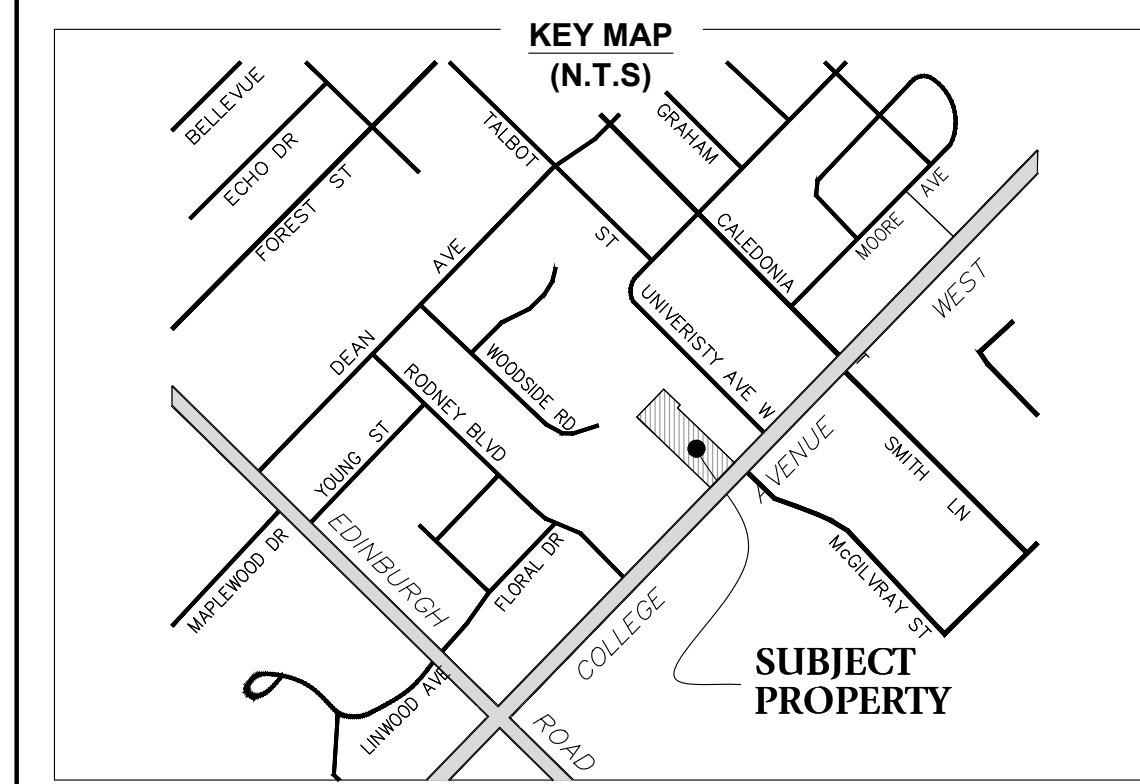 KEY MAP
(N.T.S)
BELLEVUE
ECHO DR
FOREST ST
TALBOT ST
GRAHAM
CALEDONIA ST
MOORE AVE
DEAN AVE
WOODSIDE RD
UNIVERISTY AVE W
RODNEY BLVD
YOUNG ST
MAPLEWOOD DR
EDINBURGH ROAD
FLORAL DR
LINWOOD AVE
COLLEGE AVENUE WEST
SMITH LN
McGILVRAY ST
SUBJECT
PROPERTY